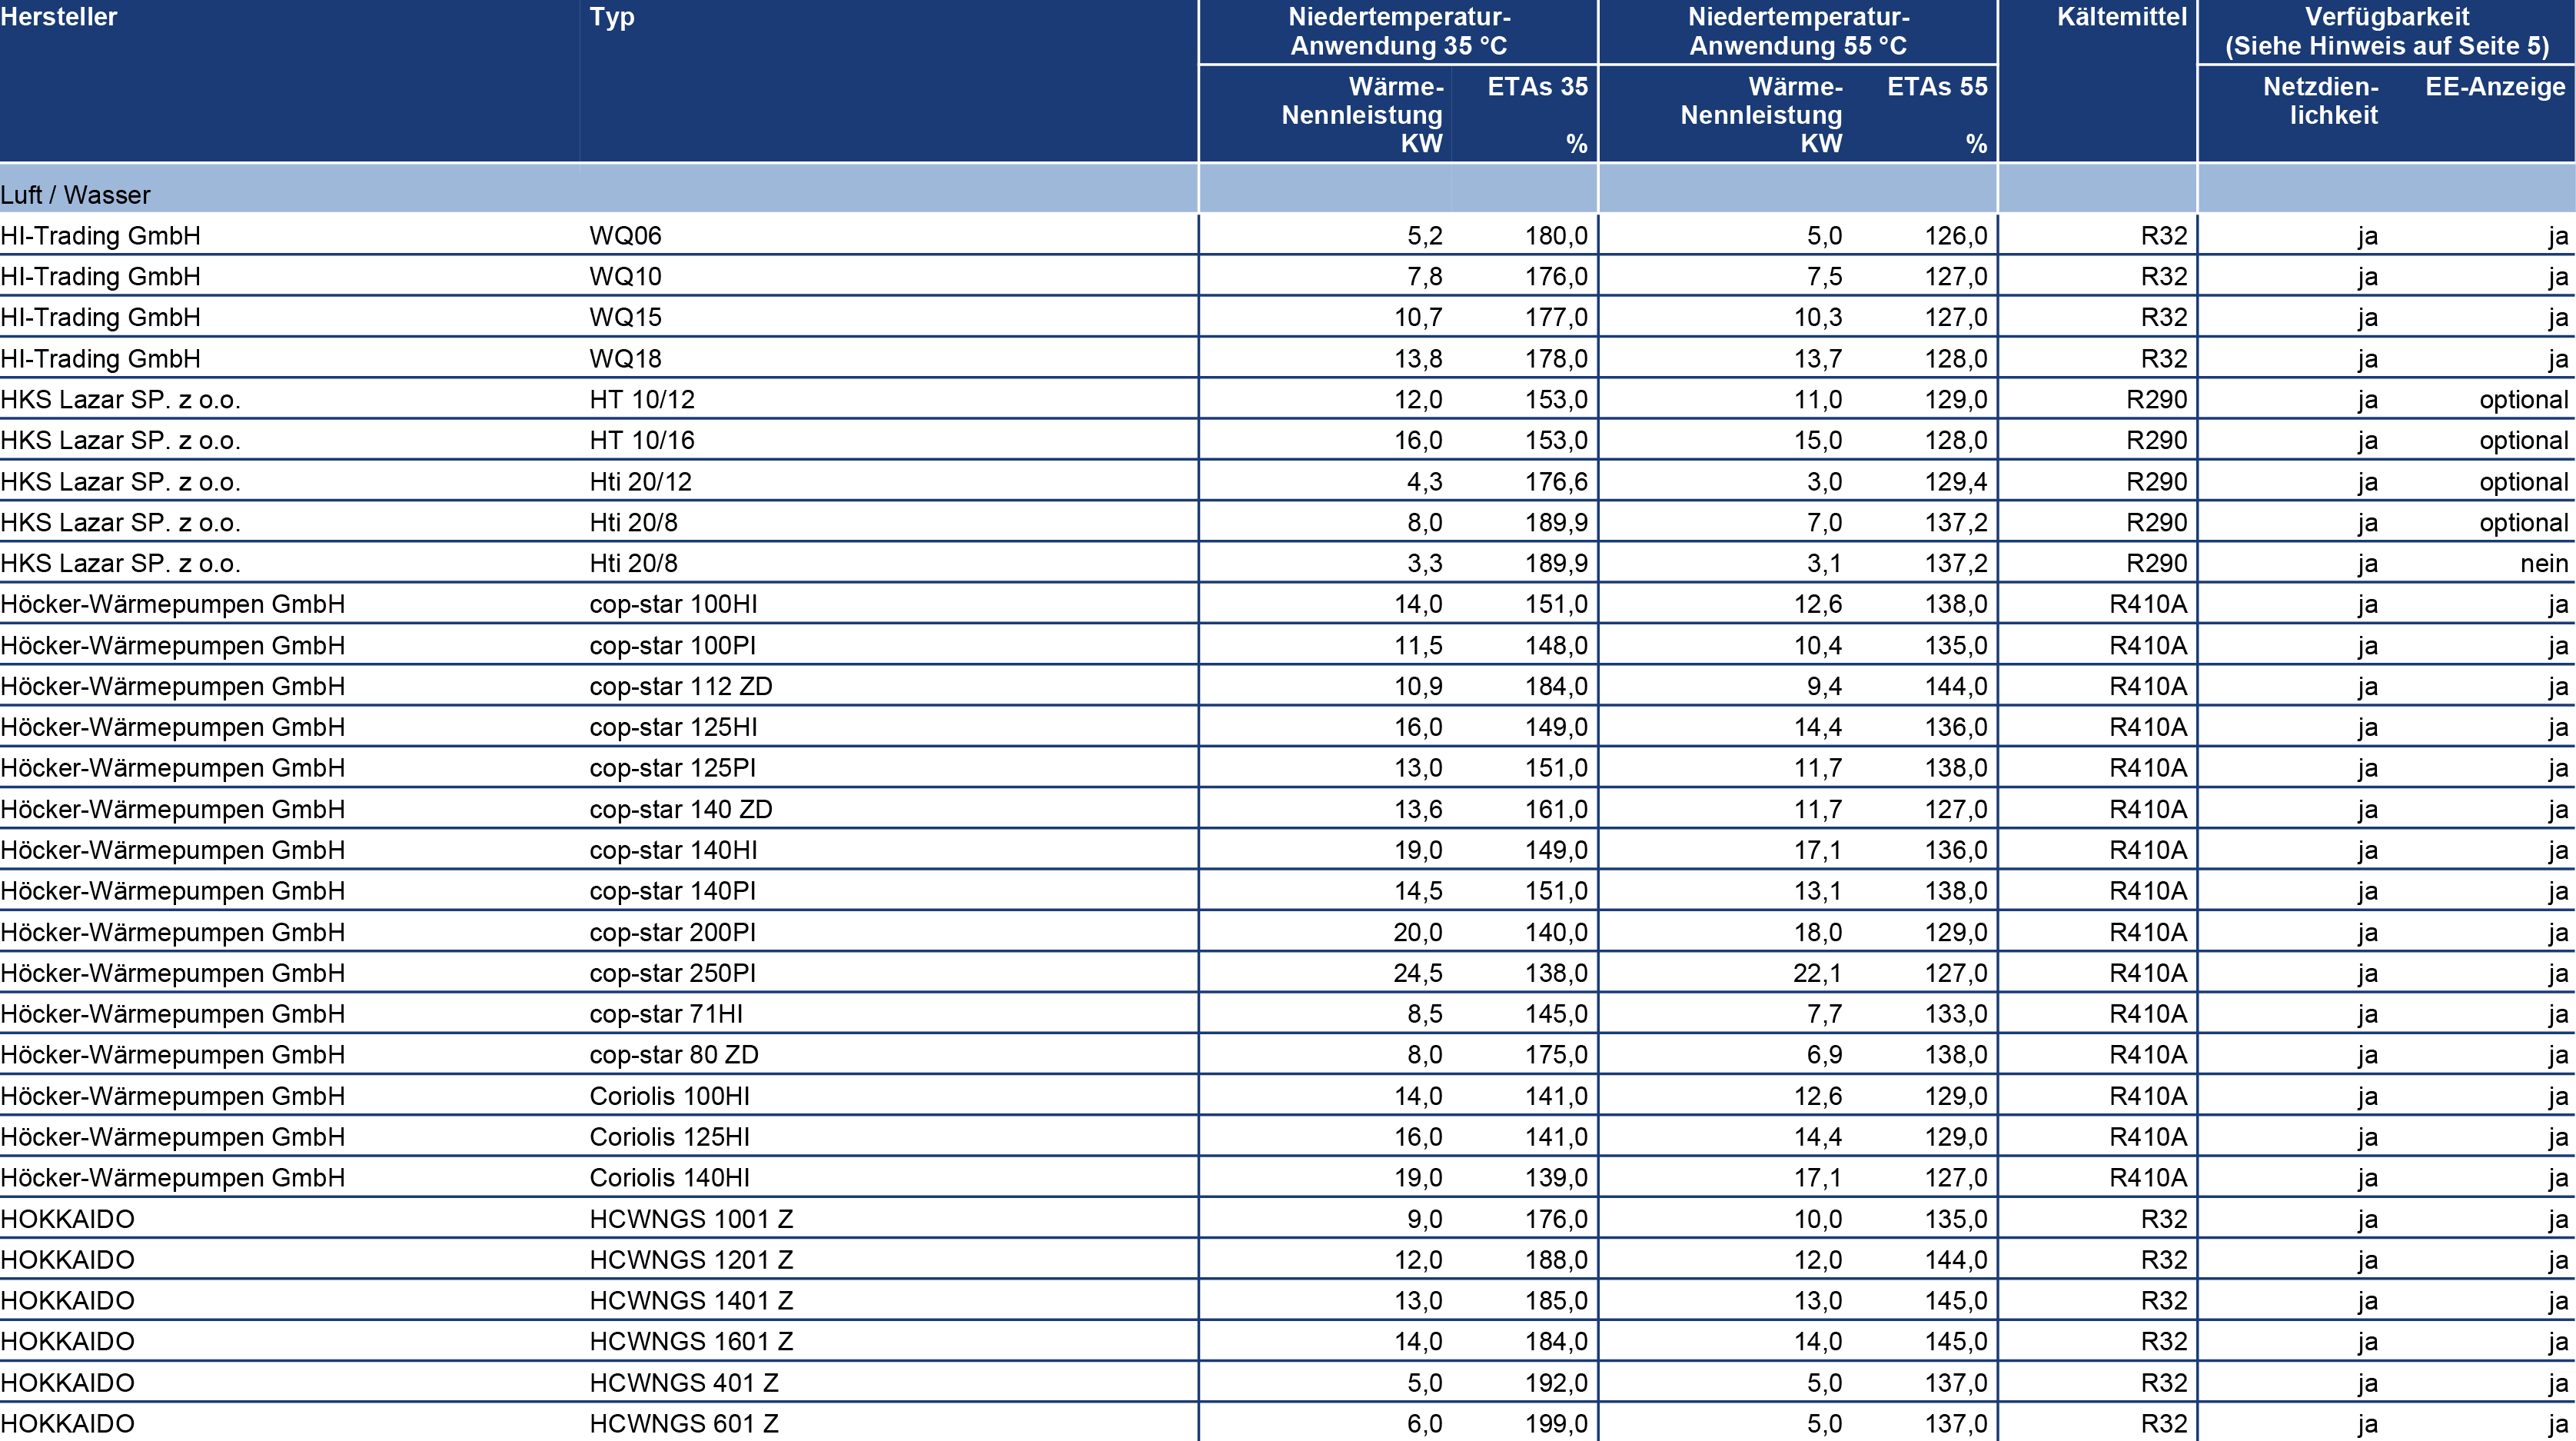 Hersteller Typ Niedertemperatur- Niedertemperatur- Kältemittel Verfügbarkeit
Anwendung 35 °C Anwendung 55 °C (Siehe Hinweis auf Seite 5)
Wärme- ETAs 35 Wärme- ETAs 55 Netzdien- EE-Anzeige
Nennleistung Nennleistung lichkeit
KW % KW %
Luft / Wasser
HI-Trading GmbH WQ06 5,2 180,0 5,0 126,0 R32 ja ja
HI-Trading GmbH WQ10 7,8 176,0 7,5 127,0 R32 ja ja
HI-Trading GmbH WQ15 10,7 177,0 10,3 127,0 R32 ja ja
HI-Trading GmbH WQ18 13,8 178,0 13,7 128,0 R32 ja ja
HKS Lazar SP. z o.o. HT 10/12 12,0 153,0 11,0 129,0 R290 ja optional
HKS Lazar SP. z o.o. HT 10/16 16,0 153,0 15,0 128,0 R290 ja optional
HKS Lazar SP. z o.o. Hti 20/12 4,3 176,6 3,0 129,4 R290 ja optional
HKS Lazar SP. z o.o. Hti 20/8 8,0 189,9 7,0 137,2 R290 ja optional
HKS Lazar SP. z o.o. Hti 20/8 3,3 189,9 3,1 137,2 R290 ja nein
Höcker-Wärmepumpen GmbH cop-star 100HI 14,0 151,0 12,6 138,0 R410A ja ja
Höcker-Wärmepumpen GmbH cop-star 100PI 11,5 148,0 10,4 135,0 R410A ja ja
Höcker-Wärmepumpen GmbH cop-star 112 ZD 10,9 184,0 9,4 144,0 R410A ja ja
Höcker-Wärmepumpen GmbH cop-star 125HI 16,0 149,0 14,4 136,0 R410A ja ja
Höcker-Wärmepumpen GmbH cop-star 125PI 13,0 151,0 11,7 138,0 R410A ja ja
Höcker-Wärmepumpen GmbH cop-star 140 ZD 13,6 161,0 11,7 127,0 R410A ja ja
Höcker-Wärmepumpen GmbH cop-star 140HI 19,0 149,0 17,1 136,0 R410A ja ja
Höcker-Wärmepumpen GmbH cop-star 140PI 14,5 151,0 13,1 138,0 R410A ja ja
Höcker-Wärmepumpen GmbH cop-star 200PI 20,0 140,0 18,0 129,0 R410A ja ja
Höcker-Wärmepumpen GmbH cop-star 250PI 24,5 138,0 22,1 127,0 R410A ja ja
Höcker-Wärmepumpen GmbH cop-star 71HI 8,5 145,0 7,7 133,0 R410A ja ja
Höcker-Wärmepumpen GmbH cop-star 80 ZD 8,0 175,0 6,9 138,0 R410A ja ja
Höcker-Wärmepumpen GmbH Coriolis 100HI 14,0 141,0 12,6 129,0 R410A ja ja
Höcker-Wärmepumpen GmbH Coriolis 125HI 16,0 141,0 14,4 129,0 R410A ja ja
Höcker-Wärmepumpen GmbH Coriolis 140HI 19,0 139,0 17,1 127,0 R410A ja ja
HOKKAIDO HCWNGS 1001 Z 9,0 176,0 10,0 135,0 R32 ja ja
HOKKAIDO HCWNGS 1201 Z 12,0 188,0 12,0 144,0 R32 ja ja
HOKKAIDO HCWNGS 1401 Z 13,0 185,0 13,0 145,0 R32 ja ja
HOKKAIDO HCWNGS 1601 Z 14,0 184,0 14,0 145,0 R32 ja ja
HOKKAIDO HCWNGS 401 Z 5,0 192,0 5,0 137,0 R32 ja ja
HOKKAIDO HCWNGS 601 Z 6,0 199,0 5,0 137,0 R32 ja ja